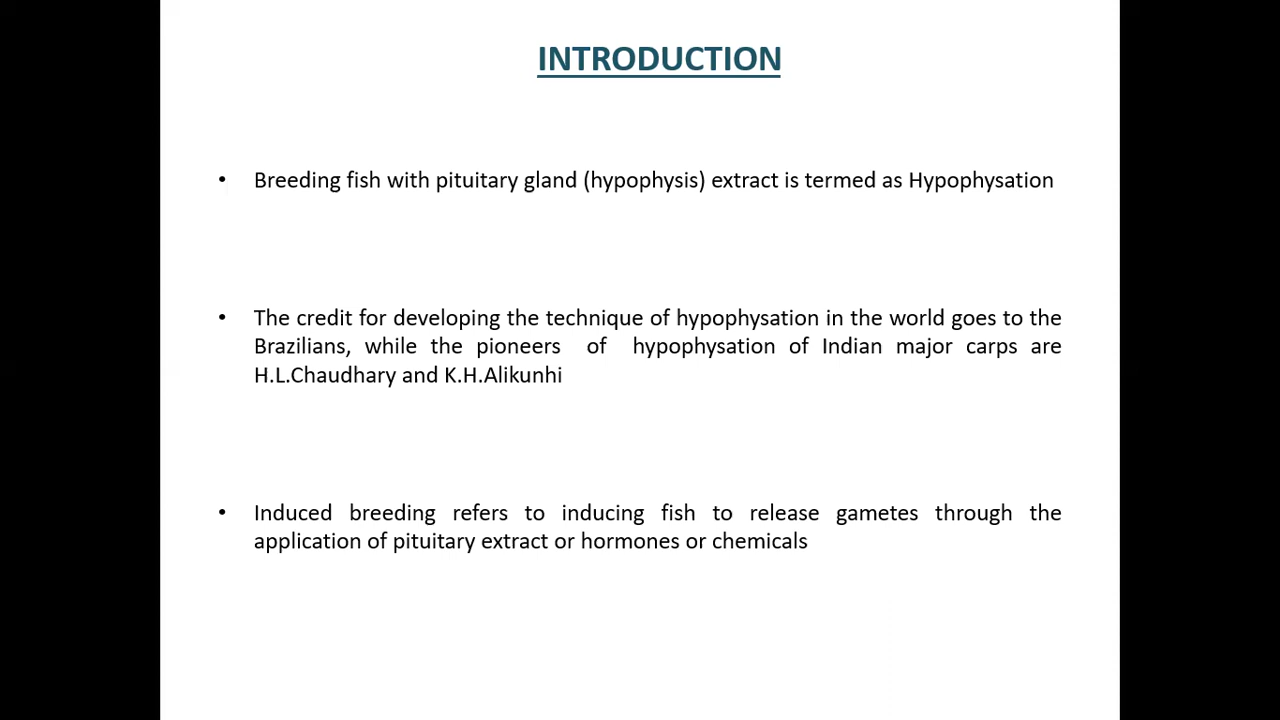 INTRODUCTION
• Breeding fish with pituitary gland (hypophysis) extract is termed as Hypophysation
• The credit for developing the technique of hypophysation in the world goes to the
Brazilians, while the pioneers of hypophysation of Indian major carps are
H.L.Chaudhary and K.H.Alikunhi
• Induced breeding refers to inducing fish to release gametes through the
application of pituitary extract or hormones or chemicals